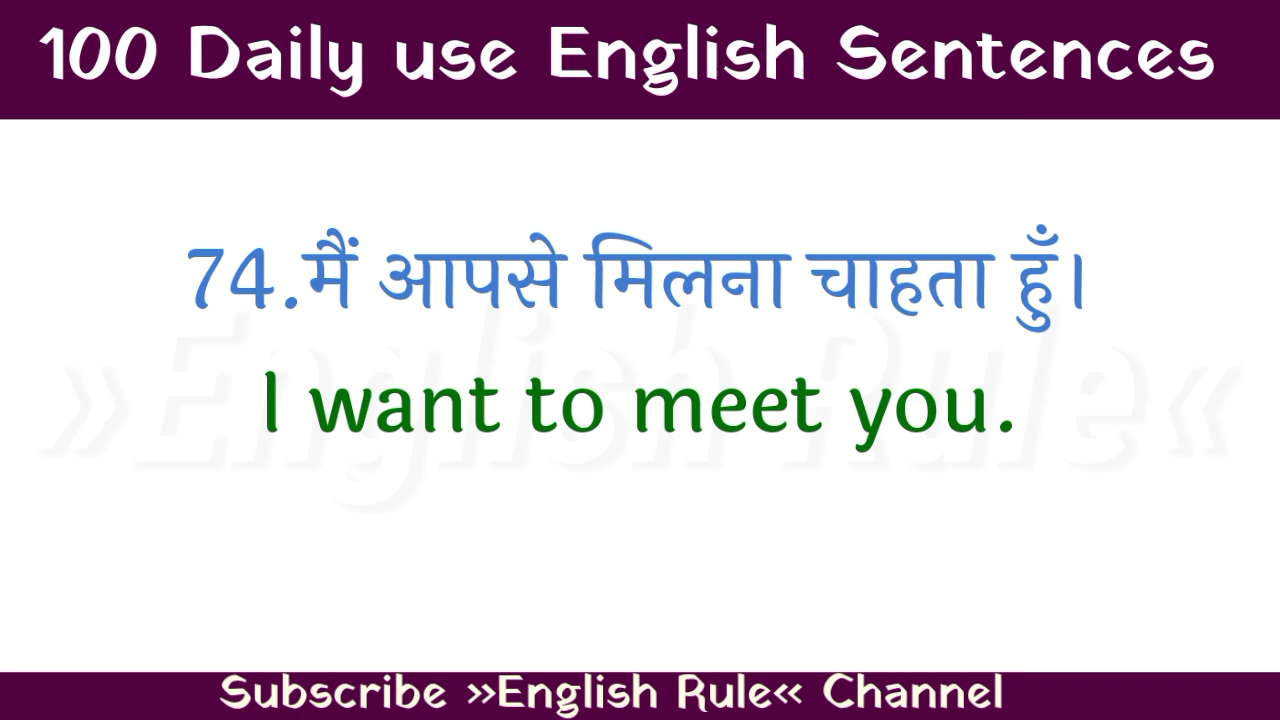 100 Daily use English Sentences
74.मैं आपसे मिलना चाहता हुँ।
»English Rule«
I want to meet you.
Subscribe »English Rule« Channel